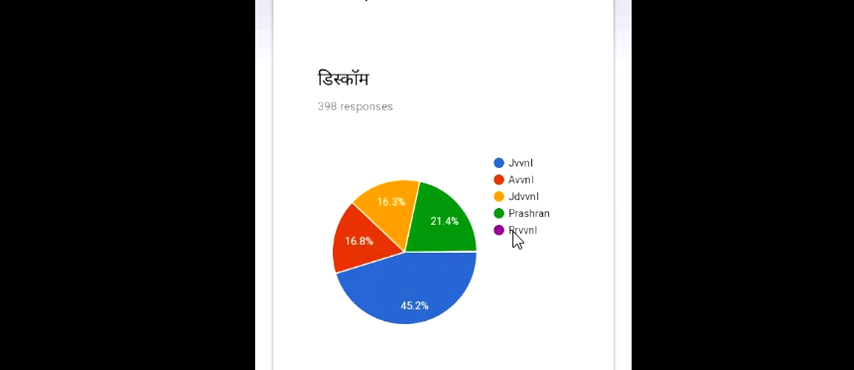 डिस्कॉम
398 responses
Jvvnl
Avvnl
Jdvvnl
Prashran
16.3%
21.4%
16.8%
45.2%